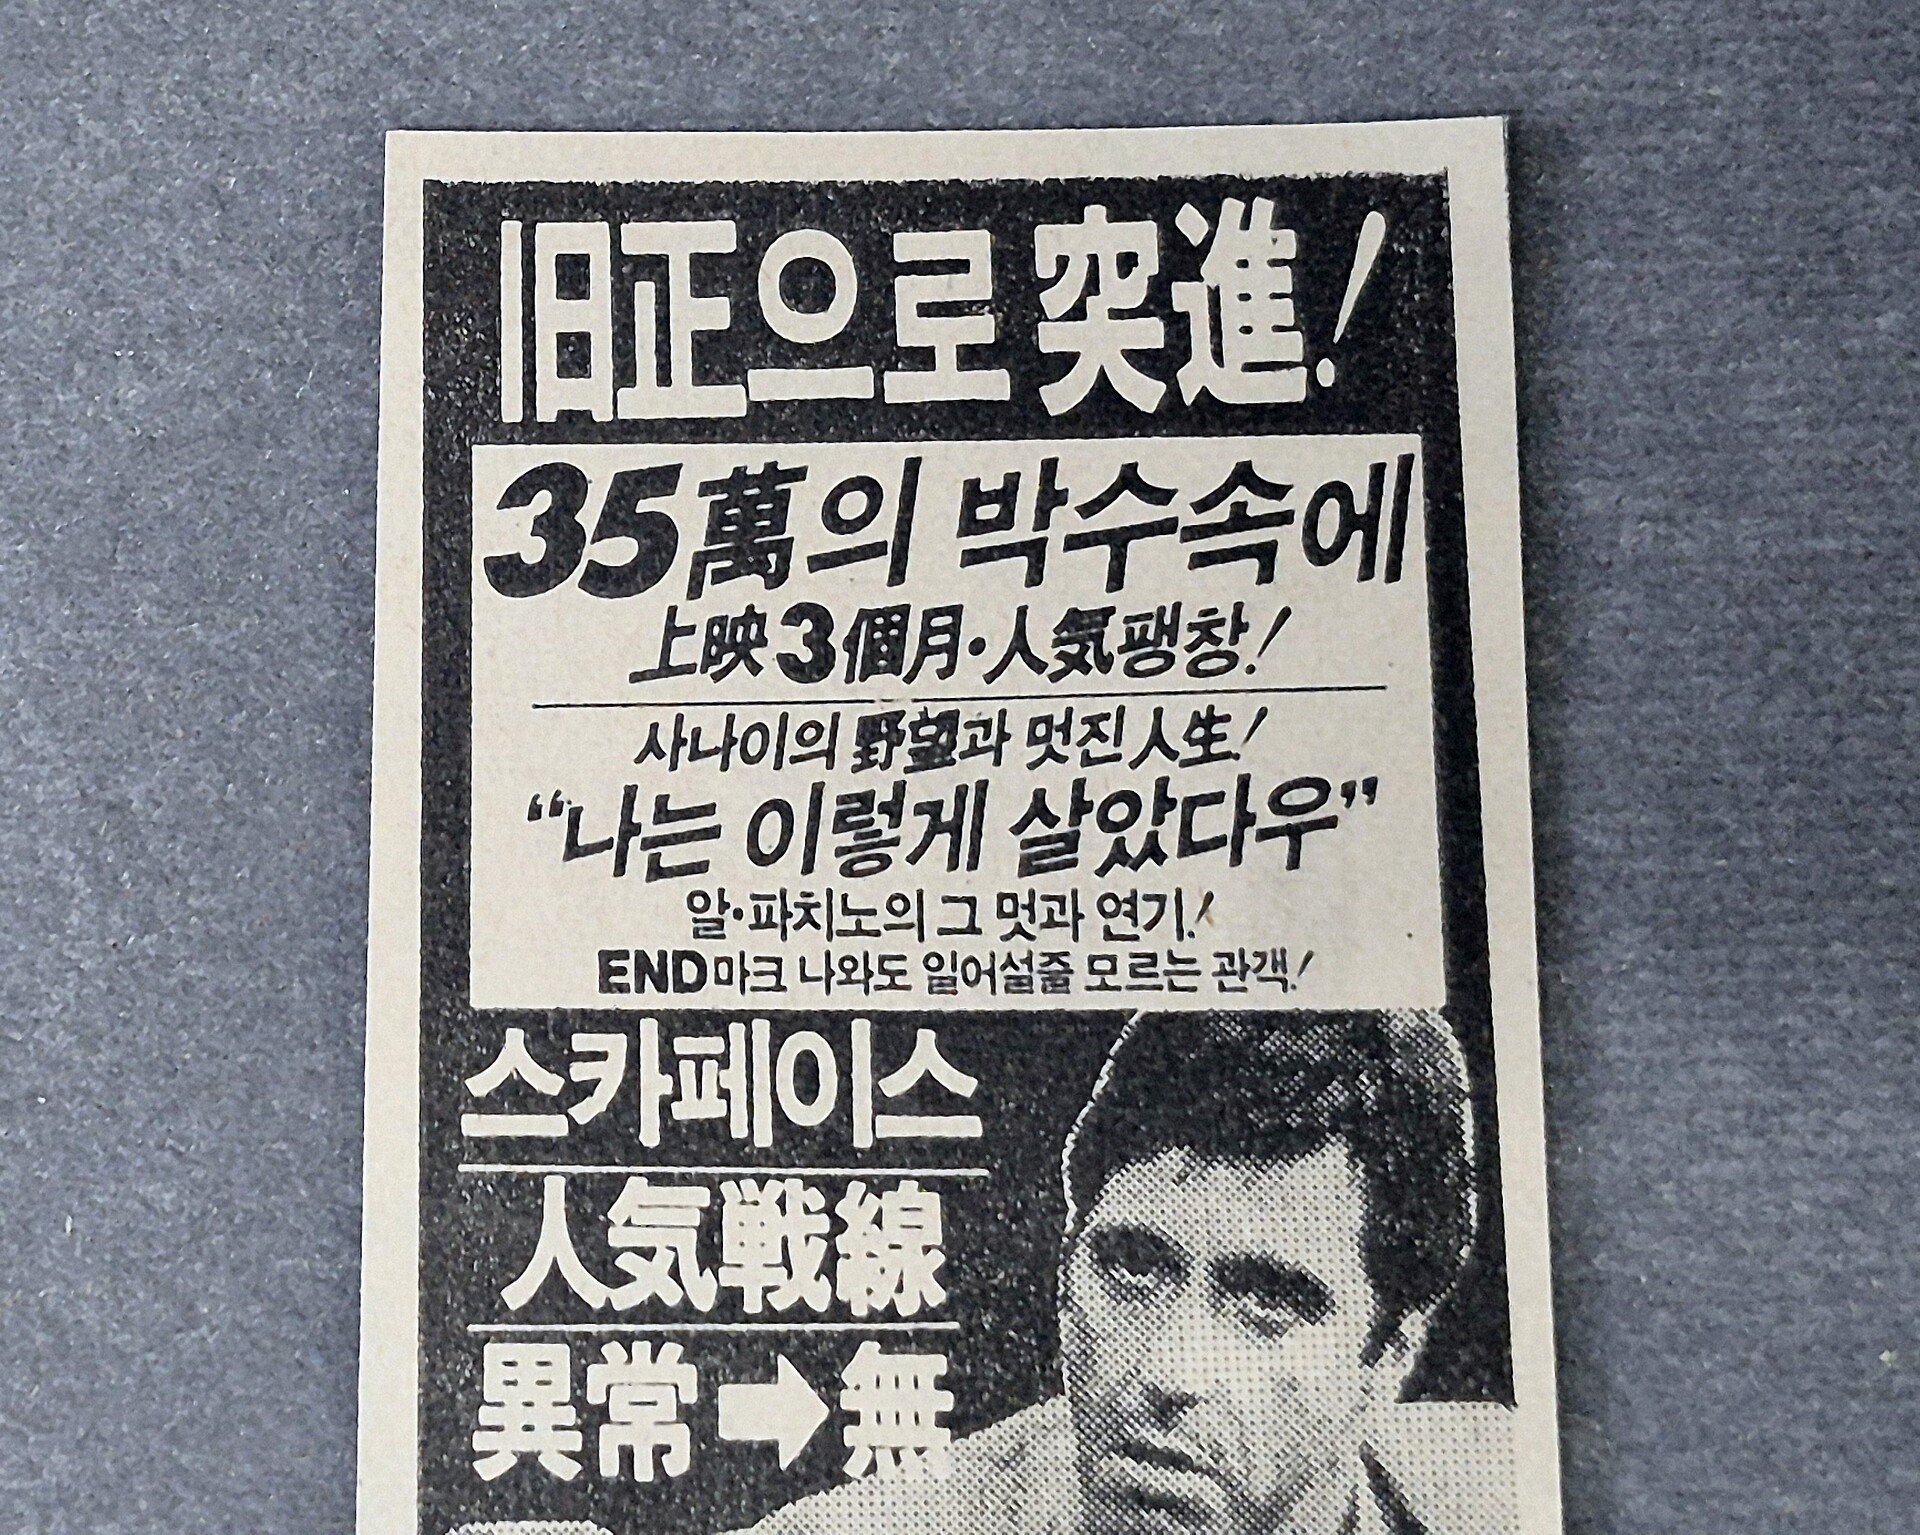 旧正으로 突進!
35萬의 박수속에
上映3個月·人気팽창!
사나이의 野望과 멋진 人生!
“나는 이렇게 살았다우”
알·파치노의 그 멋과 연기!
END마크 나와도 일어설줄 모르는 관객!
스카페이스
人気戦線
異常➡無